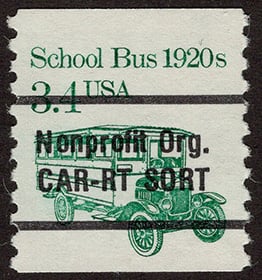 School Bus 1920s
3.4 USA
Nonprofit Org.
CAR-RT SORT